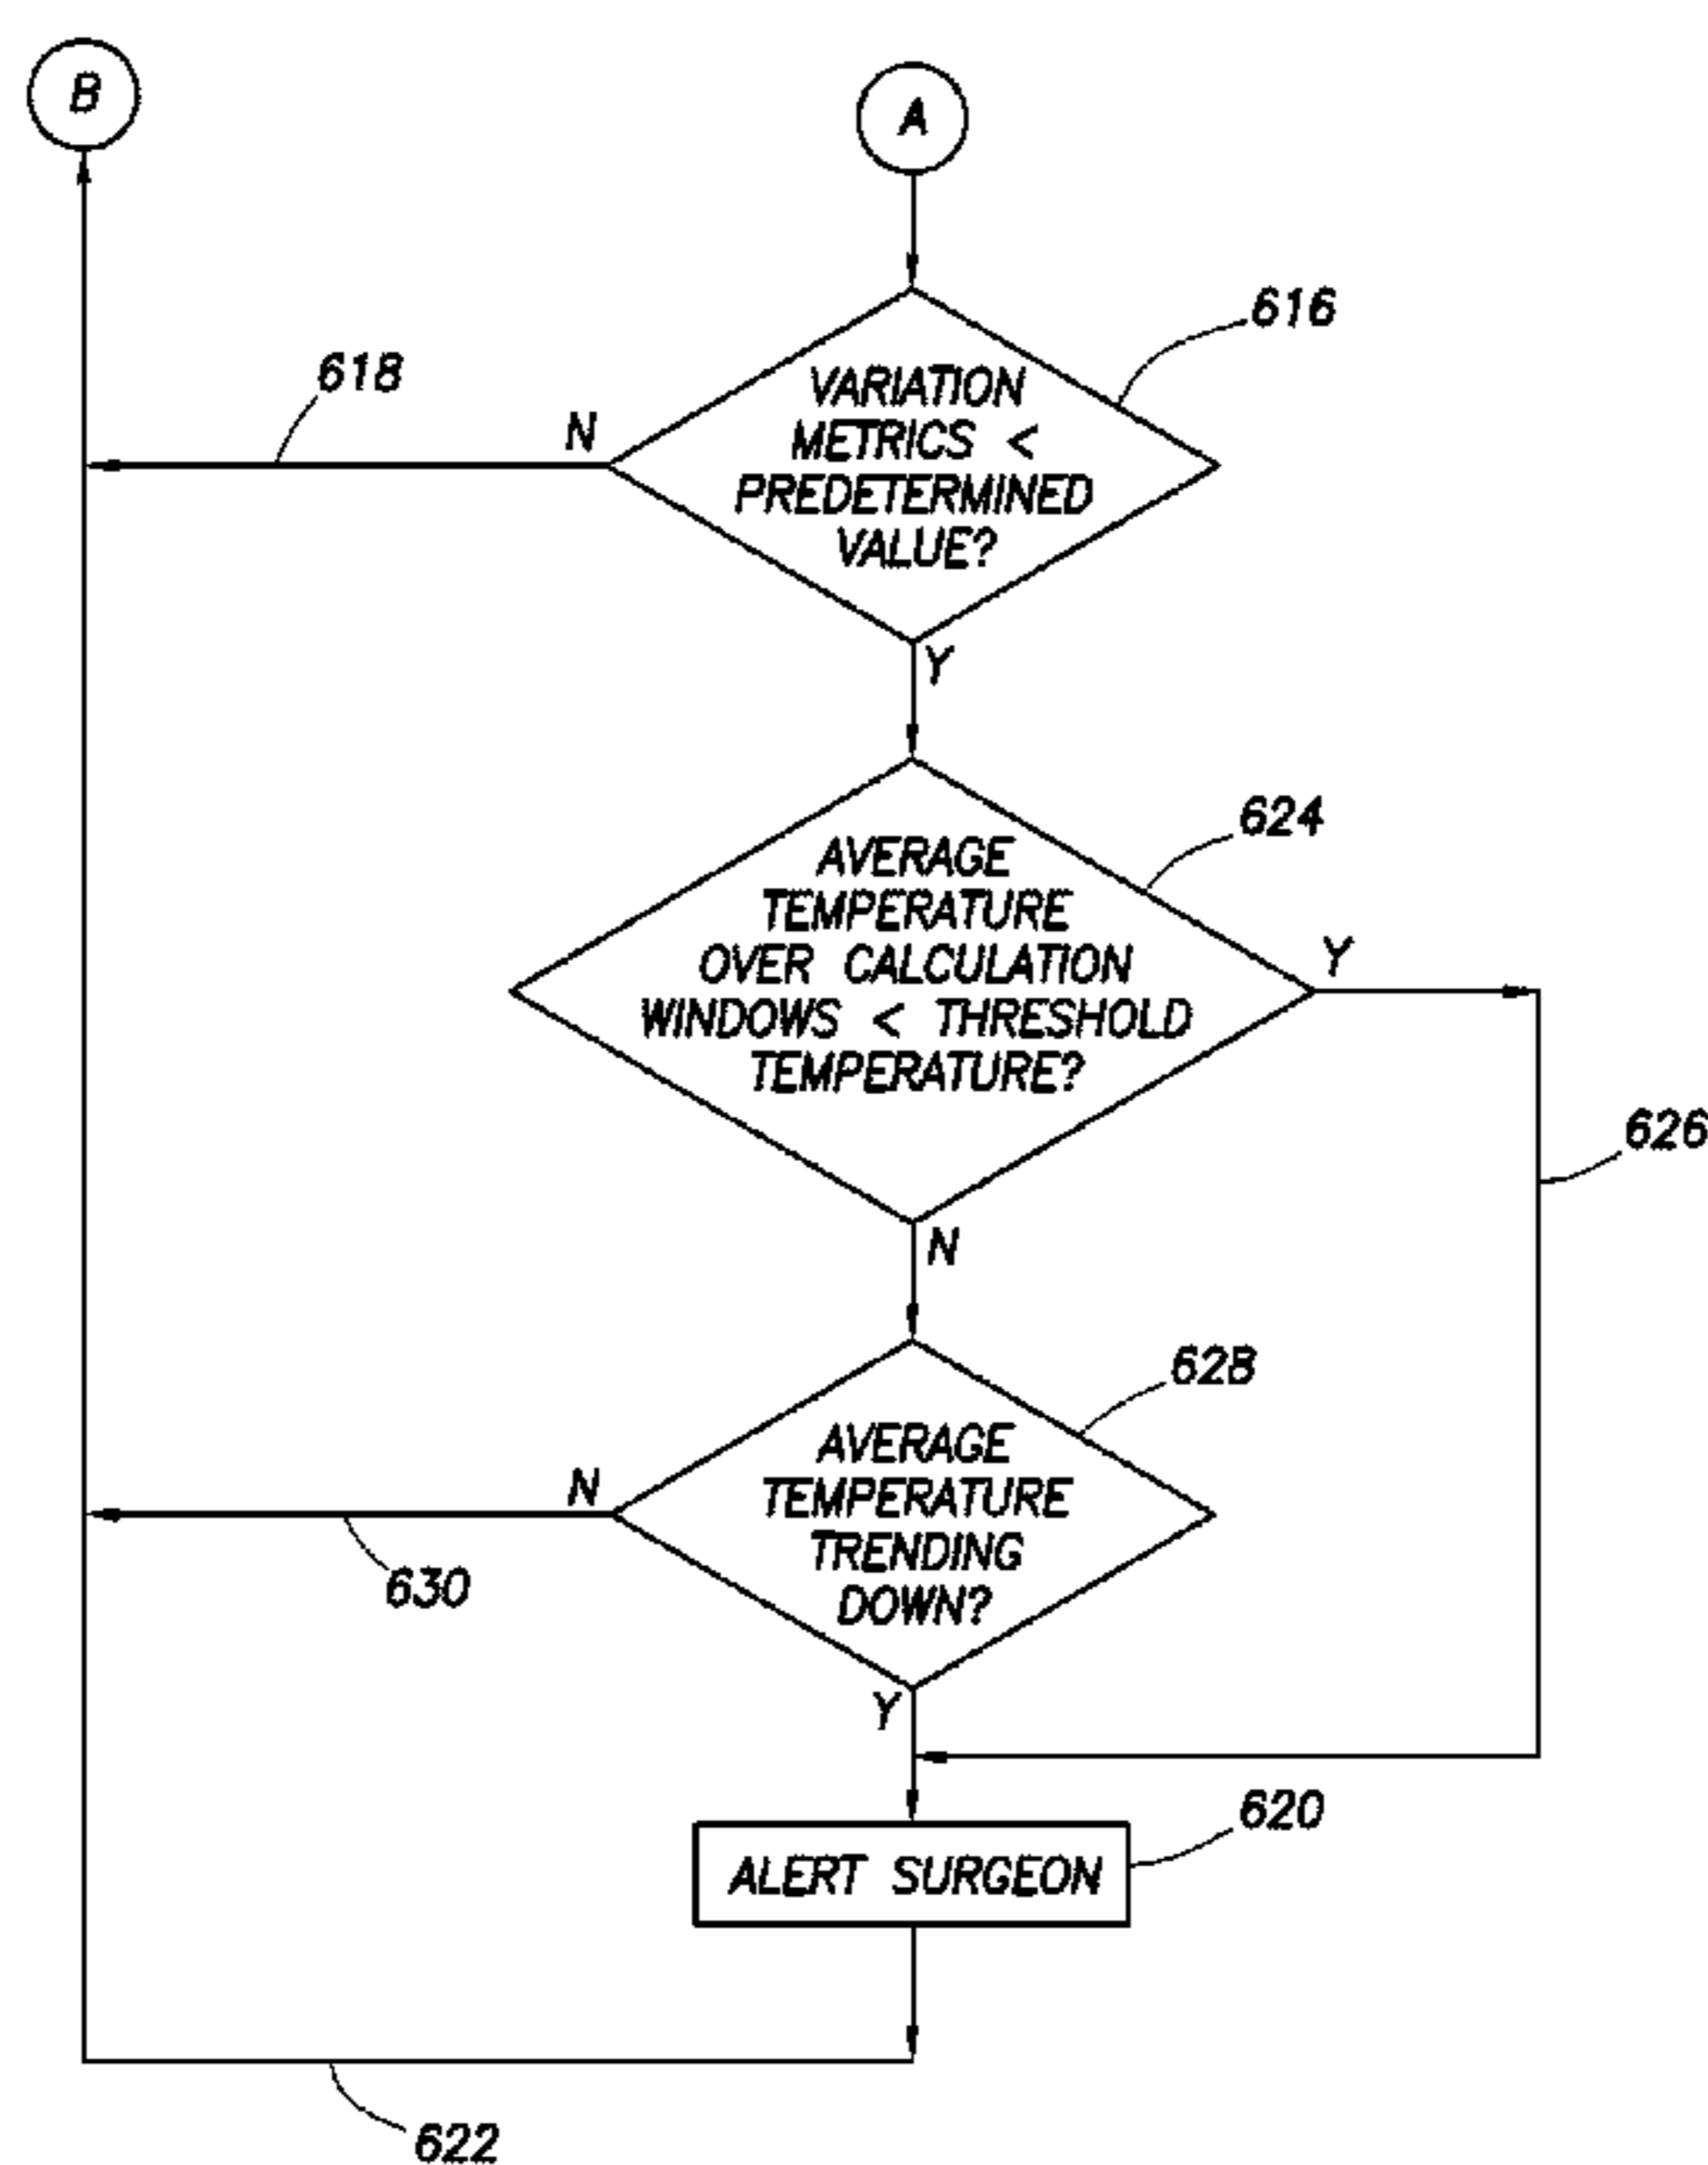 B
A
616
618
N
VARIATION
METRICS <
PREDETERMINED
VALUE?
Y
624
AVERAGE
TEMPERATURE
OVER CALCULATION
WINDOWS < THRESHOLD
TEMPERATURE?
Y
626
N
628
AVERAGE
TEMPERATURE
TRENDING
DOWN?
N
630
Y
620
ALERT SURGEON
622